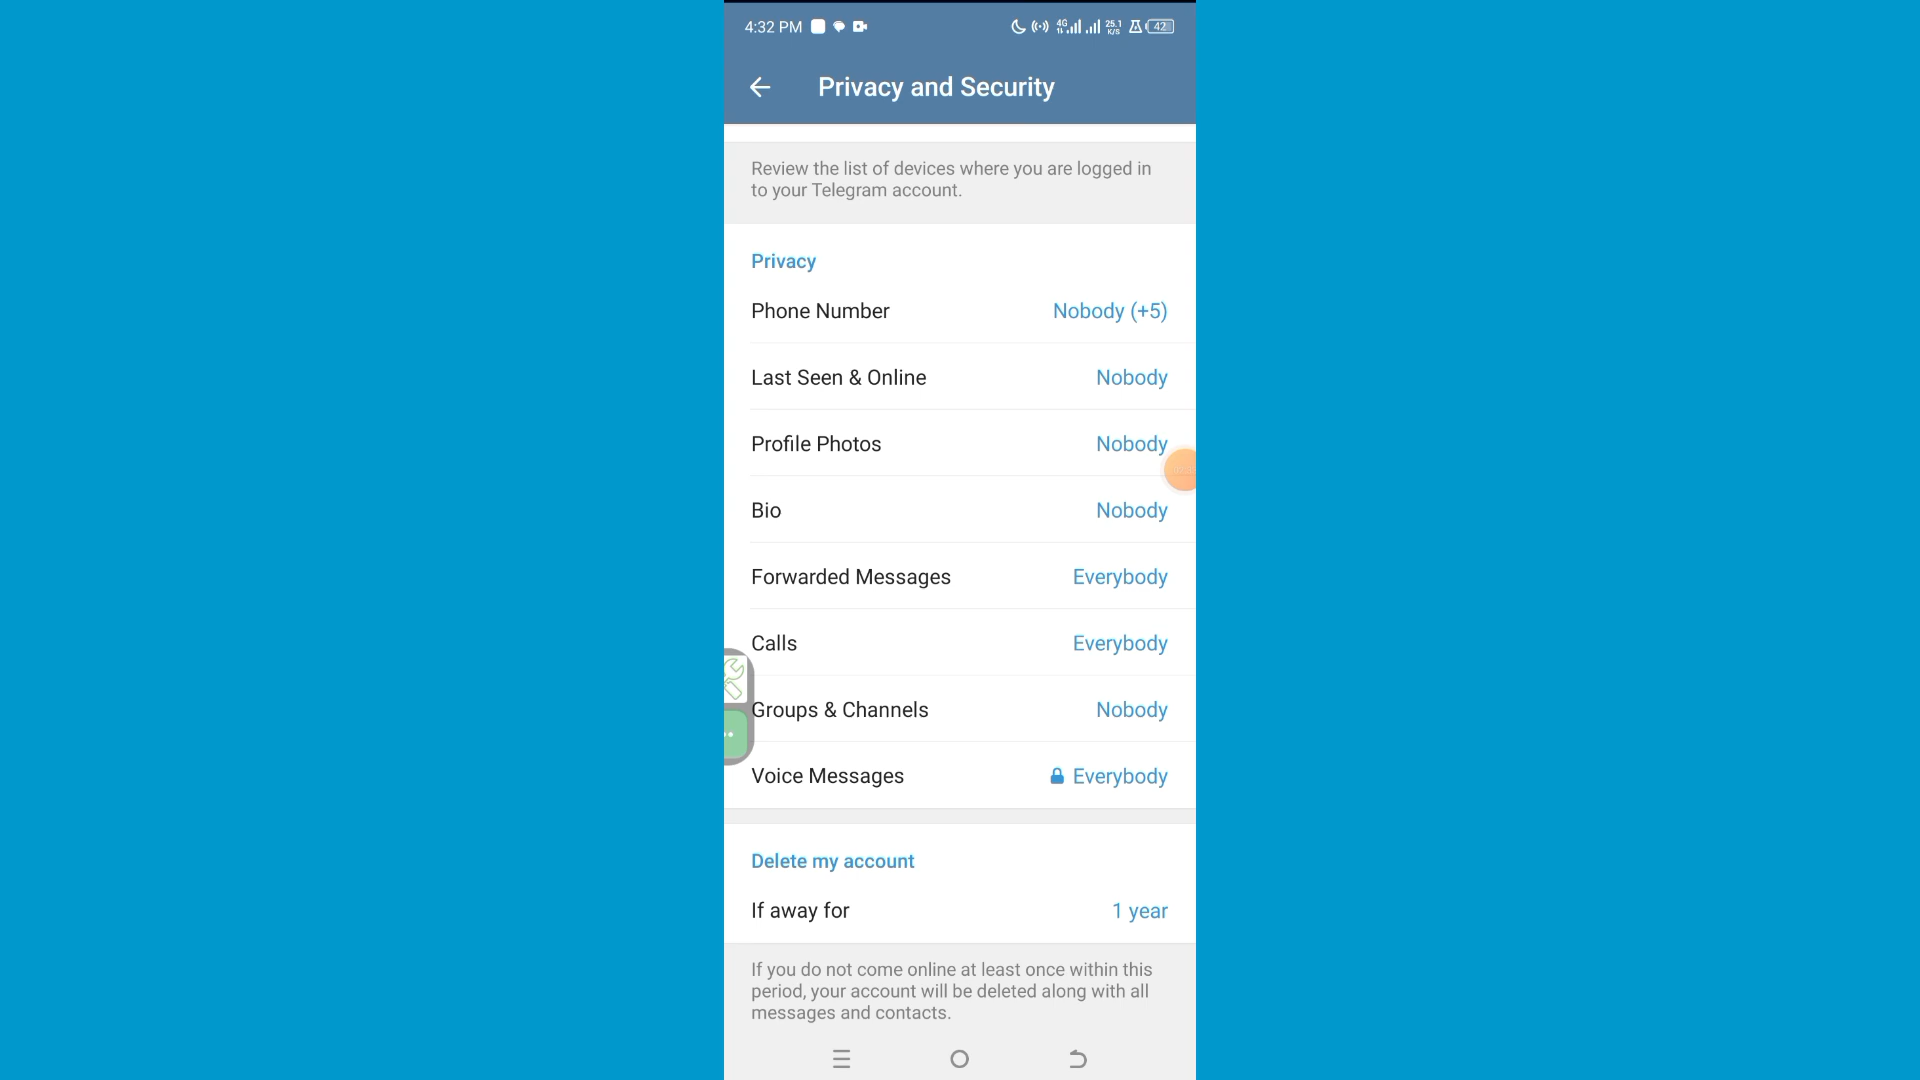 4:32 PM 4G 25.1 K/S 42
Privacy and Security
Review the list of devices where you are logged in
to your Telegram account.
Privacy
Phone Number Nobody (+5)
Last Seen & Online Nobody
Profile Photos Nobody
Bio Nobody
Forwarded Messages Everybody
Calls Everybody
Groups & Channels Nobody
Voice Messages Everybody
Delete my account
If away for 1 year
If you do not come online at least once within this
period, your account will be deleted along with all
messages and contacts.